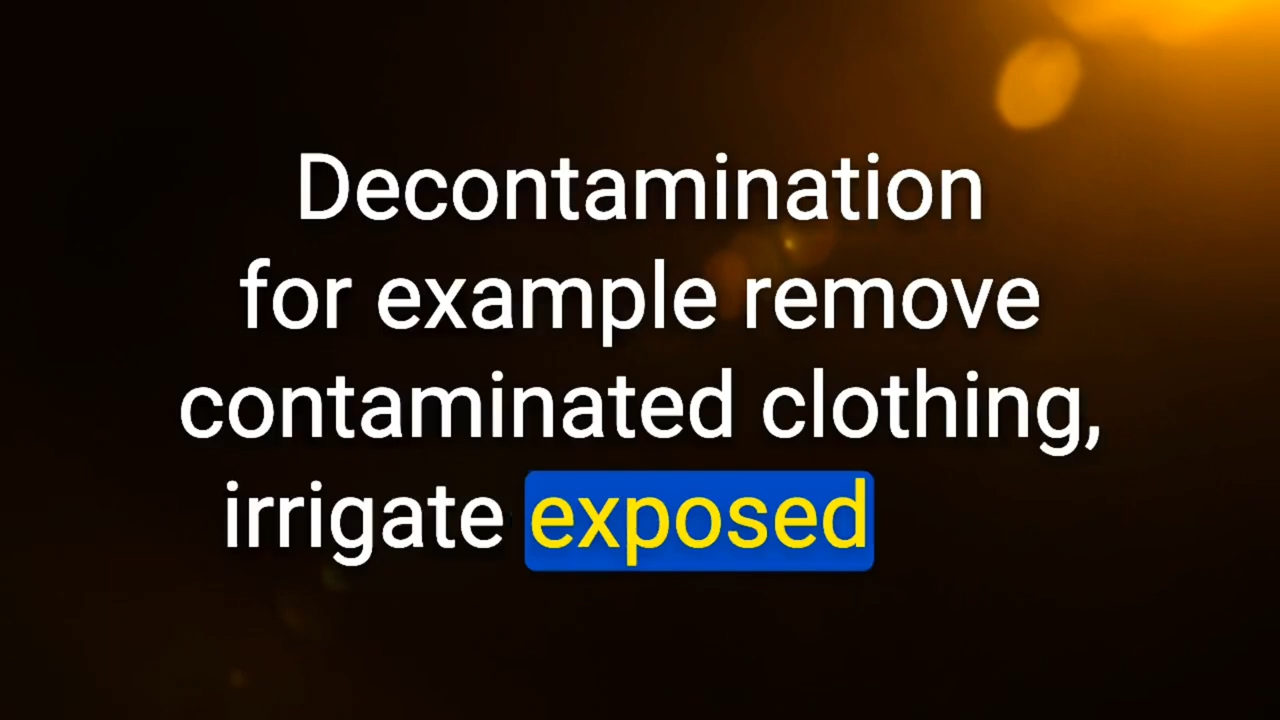 Decontamination
for example remove
contaminated clothing,
irrigate exposed